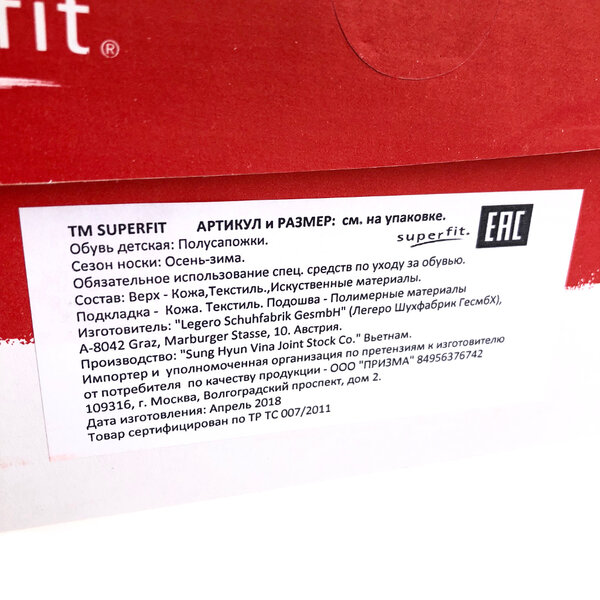 fit®
ТМ SUPERFIT АРТИКУЛ и РАЗМЕР: см. на упаковке.
Обувь детская: Полусапожки.
superfit. EAC
Сезон носки: Осень-зима.
Обязательное использование спец. средств по уходу за обувью.
Состав: Верх - Кожа,Текстиль.,Искуственные материалы.
Подкладка - Кожа. Текстиль. Подошва - Полимерные материалы
Изготовитель: "Legero Schuhfabrik GesmbH" (Легеро Шухфабрик Гесмбх),
A-8042 Graz, Marburger Stasse, 10. Австрия.
Производство: "Sung Hyun Vina Joint Stock Co." Вьетнам.
Импортер и уполномоченная организация по претензиям к изготовителю
от потребителя по качеству продукции - ООО "ПРИЗМА" 84956376742
109316, г. Москва, Волгоградский проспект, дом 2.
Дата изготовления: Апрель 2018
Товар сертифицирован по ТР ТС 007/2011